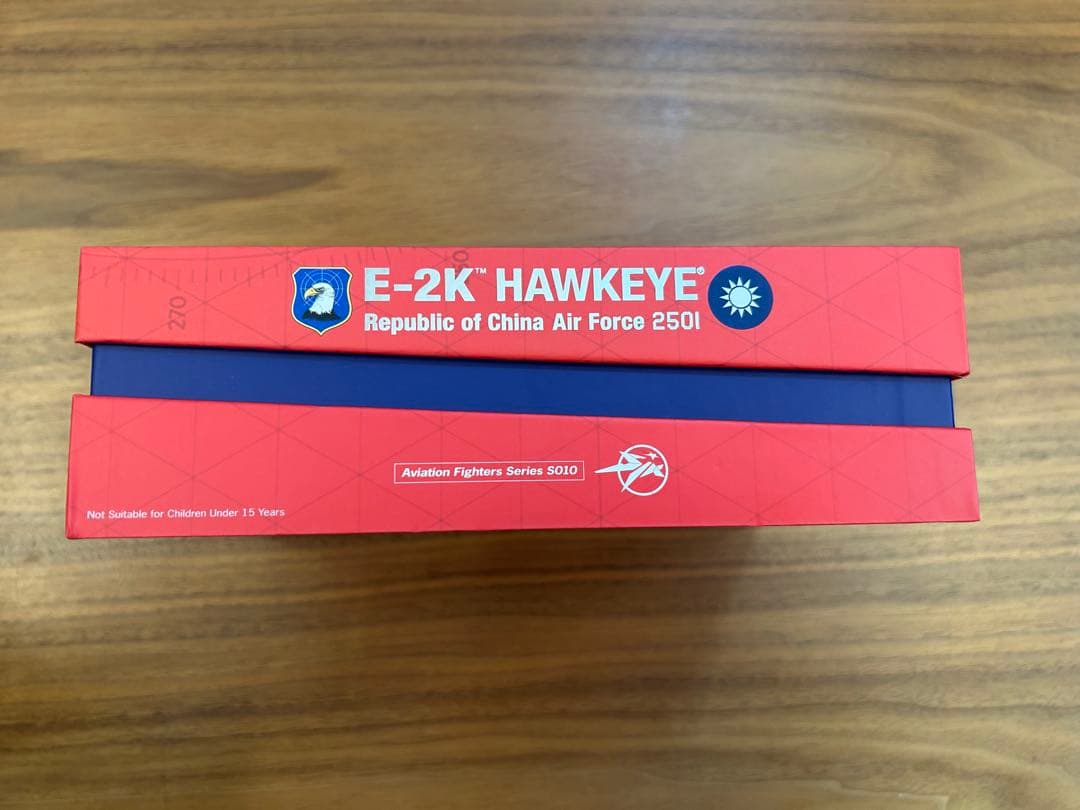 E-2K™ HAWKEYE®
Republic of China Air Force 2501
270
Aviation Fighters Series S010
Not Suitable for Children Under 15 Years